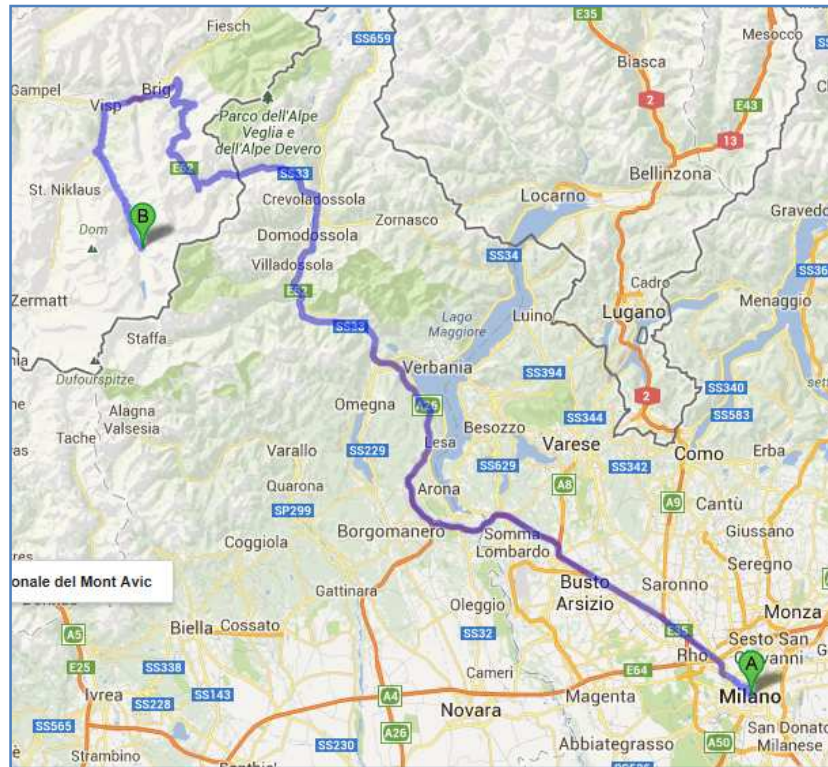 Fiesch
SS659
E35
Mesocco
Biasca
Gampel
Brig
Visp
2
E43
Parco dell'Alpe
Veglia e
dell'Alpe Devero
13
E62
SS33
Bellinzona
St. Niklaus
Crevoladossola
Locarno
B
Zornasco
Gravedo
Dom
Domodossola
SS34
SS36
Villadossola
Cadro
Zermatt
E62
Lago
Maggiore
Luino
Lugano
Menaggio
Staffa
SS33
Dufourspitze
Verbania
SS394
SS340
2
SS583
Alagna
Valsesia
Omegna
A26
Besozzo
SS344
Tache
Lesa
Varese
Como
Erba
Varallo
SS229
SS629
SS342
Quarona
Arona
A8
A9
Cantù
SP299
Borgomanero
Somma
Lombardo
Giussano
Coggiola
Seregno
onale del Mont Avic
Gattinara
Busto
Arsizio
Saronno
Oleggio
Monza
A5
Biella
Cossato
SS32
E35
Sesto San
Giovanni
E25
SS338
Rho
A
Cameri
E64
Ivrea
SS143
A4
Magenta
Milano
SS228
Novara
SS565
A26
San Donato
Milanese
Strambino
SS230
Abbiategrasso
A50